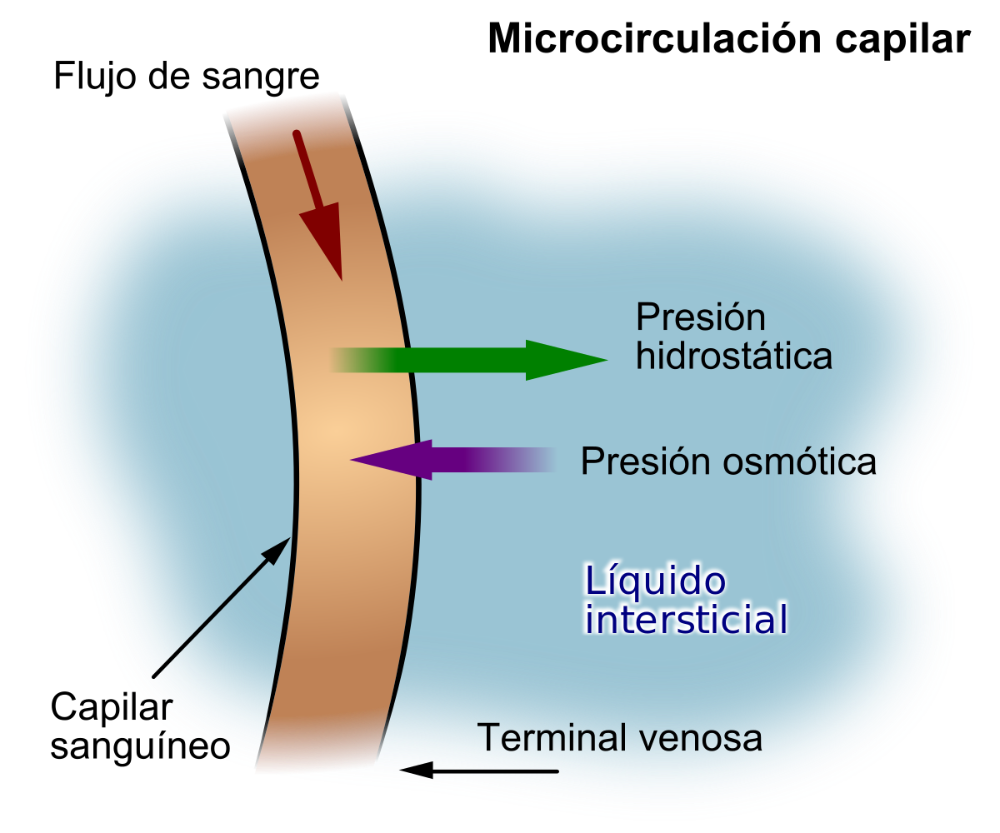 Microcirculación capilar
Flujo de sangre
Presión
hidrostática
Presión osmótica
Líquido
intersticial
Capilar
sanguíneo
Terminal venosa